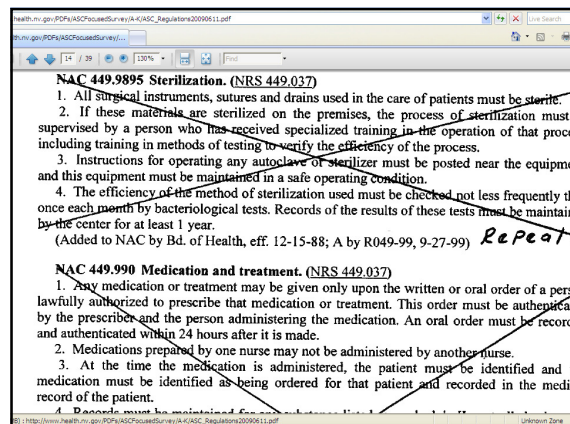 health.nv.gov/PDFs/ASCFocusedSurvey/A-K/ASC_Regulations20090611.pdf
Live Search
lth.nv.gov/PDFs/ASCFocusedSurvey/...
14 / 39 130% Find
NAC 449.9895 Sterilization. (NRS 449.037)
1. All surgical instruments, sutures and drains used in the care of patients must be sterile.
2. If these materials are sterilized on the premises, the process of sterilization must
supervised by a person who has received specialized training in the operation of that proce
including training in methods of testing to verify the efficiency of the process.
3. Instructions for operating any autoclave or sterilizer must be posted near the equipme
and this equipment must be maintained in a safe operating condition.
4. The efficiency of the method of sterilization used must be checked not less frequently th
once each month by bacteriological tests. Records of the results of these tests must be maintain
by the center for at least 1 year.
(Added to NAC by Bd. of Health, eff. 12-15-88; A by R049-99, 9-27-99) Repeat
NAC 449.990 Medication and treatment. (NRS 449.037)
1. Any medication or treatment may be given only upon the written or oral order of a pers
lawfully authorized to prescribe that medication or treatment. This order must be authentica
by the prescriber and the person administering the medication. An oral order must be record
and authenticated within 24 hours after it is made.
2. Medications prepared by one nurse may not be administered by another nurse.
3. At the time the medication is administered, the patient must be identified and
medication must be identified as being ordered for that patient and recorded in the medi
record of the patient.
4. Records must be maintained for any substance listed
B) : http://www.health.nv.gov/PDFs/ASCFocusedSurvey/A-K/ASC_Regulations20090611.pdf Unknown Zone